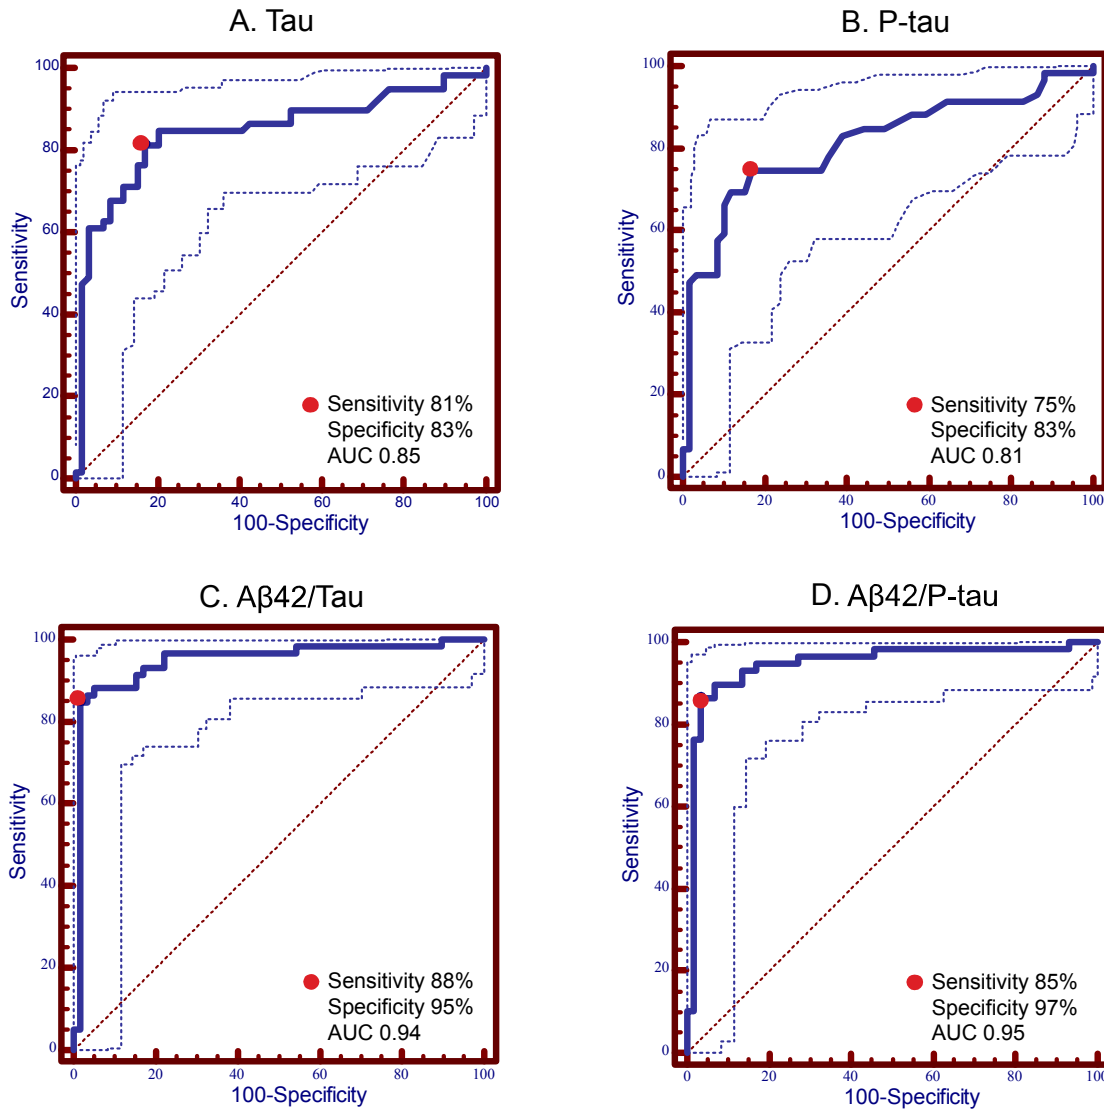 A. Tau
100
80
60
40
20
0
Sensitivity
Sensitivity 81%
Specificity 83%
AUC 0.85
0 20 40 60 80 100
100-Specificity
B. P-tau
100
80
60
40
20
0
Sensitivity
Sensitivity 75%
Specificity 83%
AUC 0.81
0 20 40 60 80 100
100-Specificity
C. Aβ42/Tau
100
80
60
40
20
0
Sensitivity
Sensitivity 88%
Specificity 95%
AUC 0.94
0 20 40 60 80 100
100-Specificity
D. Aβ42/P-tau
100
80
60
40
20
0
Sensitivity
Sensitivity 85%
Specificity 97%
AUC 0.95
0 20 40 60 80 100
100-Specificity